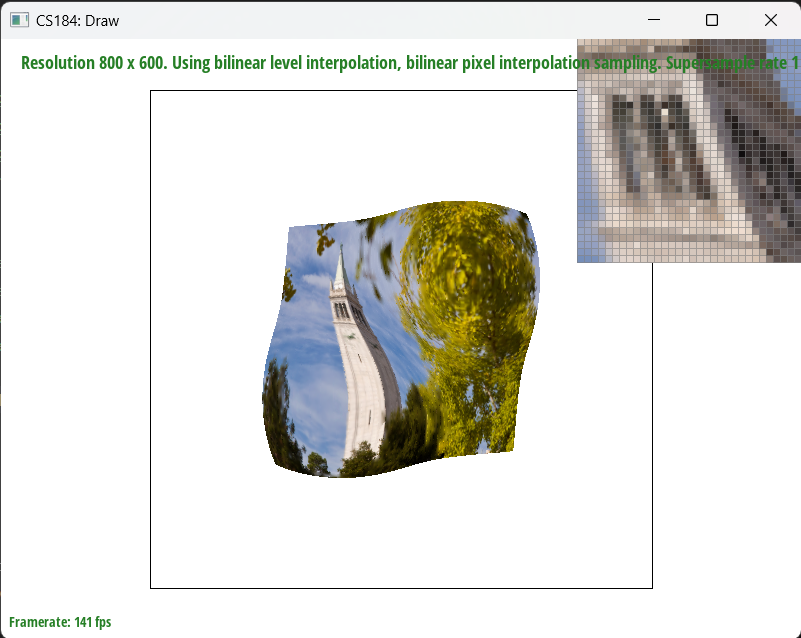 CS184: Draw
Resolution 800 x 600. Using bilinear level interpolation, bilinear pixel interpolation sampling. Supersample rate 1
Framerate: 141 fps